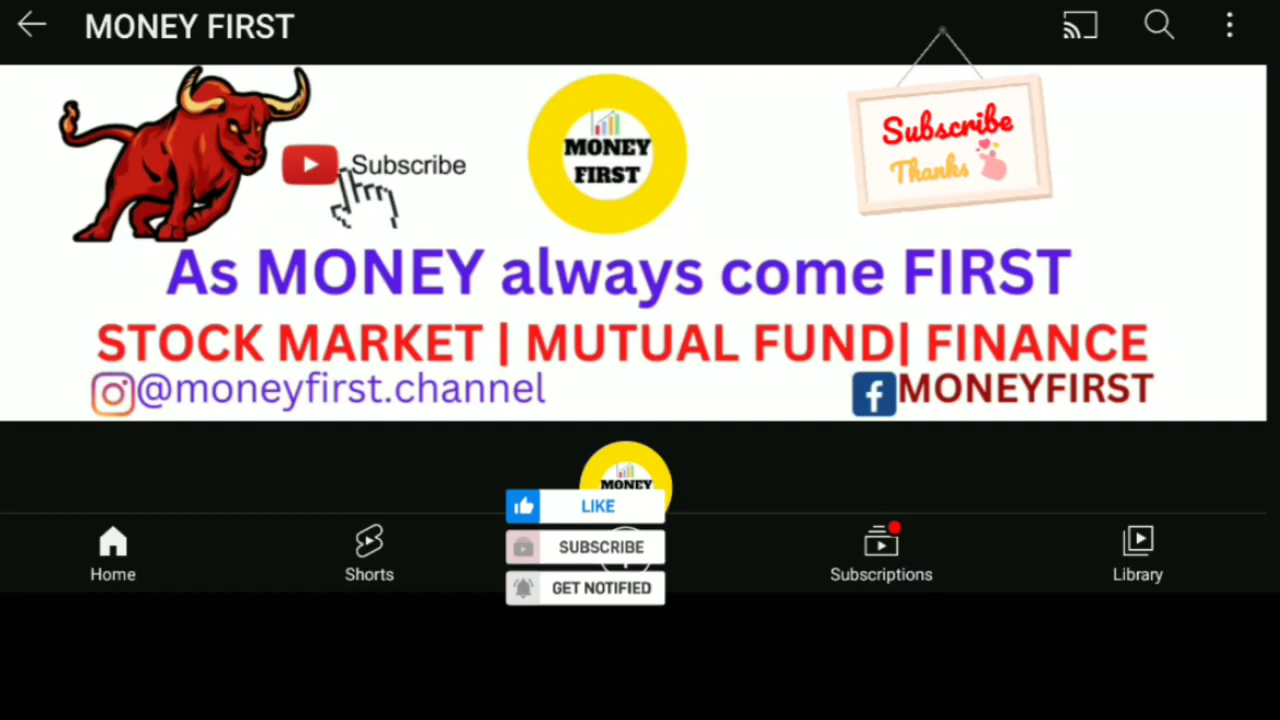 MONEY FIRST
Subscribe
MONEY
FIRST
Subscribe
Thanks
As MONEY always come FIRST
STOCK MARKET | MUTUAL FUND| FINANCE
@moneyfirst.channel
MONEYFIRST
MONEY
LIKE
SUBSCRIBE
GET NOTIFIED
Home
Shorts
Subscriptions
Library